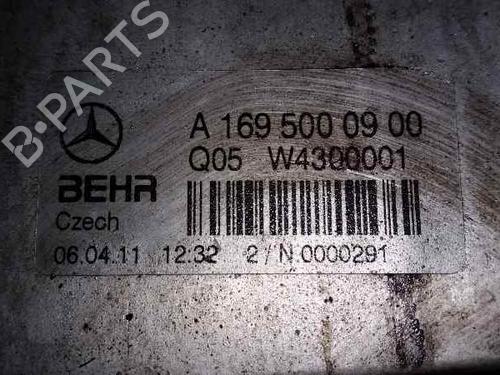 B-PARTS
A 169 500 09 00
Q05 W4300001
BEHR
Czech
06.04.11 12:32 2/N 0000291